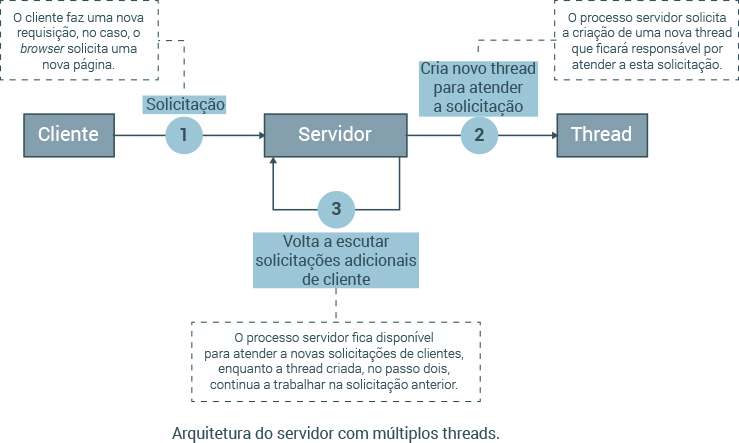 O cliente faz uma nova
requisição, no caso, o
browser solicita uma
nova página.
O processo servidor solicita
a criação de uma nova thread
que ficará responsável por
atender a esta solicitação.
Solicitação
Cria novo thread
para atender
a solicitação
Cliente
1
Servidor
2
Thread
3
Volta a escutar
solicitações adicionais
de cliente
O processo servidor fica disponível
para atender a novas solicitações de clientes,
enquanto a thread criada, no passo dois,
continua a trabalhar na solicitação anterior.
Arquitetura do servidor com múltiplos threads.